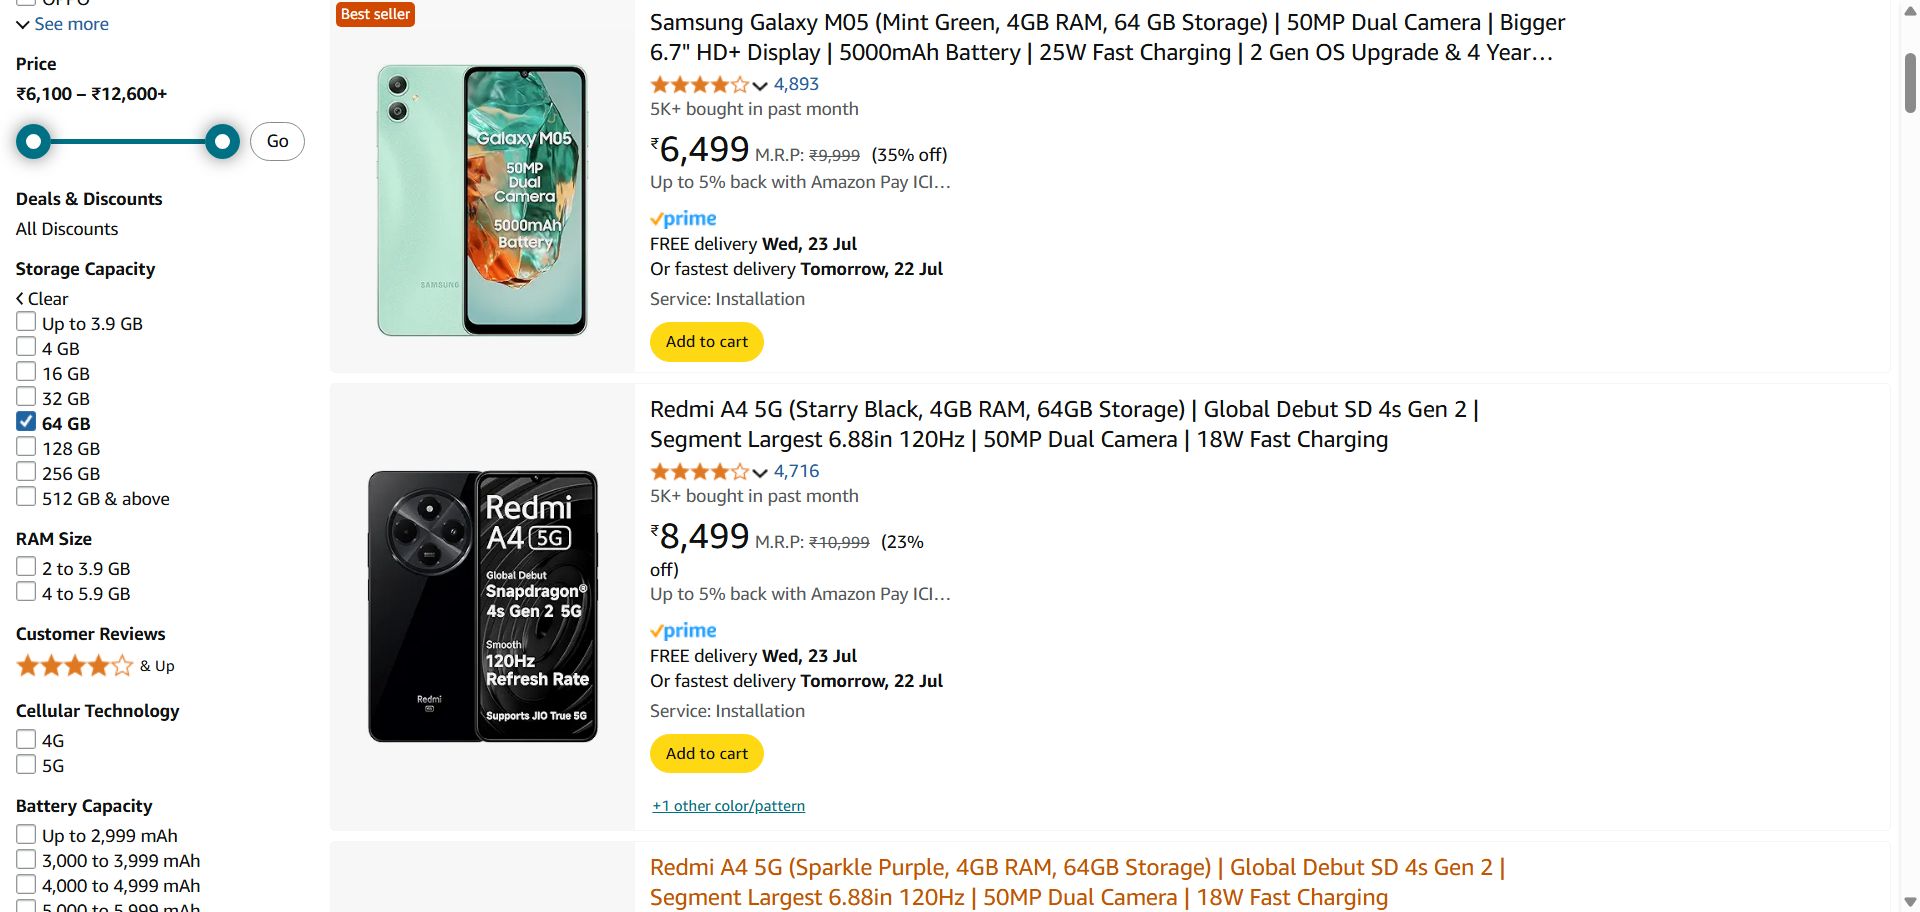 OPPO
See more
Price
₹6,100 – ₹12,600+
Go
Deals & Discounts
All Discounts
Storage Capacity
Clear
Up to 3.9 GB
4 GB
16 GB
32 GB
64 GB
128 GB
256 GB
512 GB & above
RAM Size
2 to 3.9 GB
4 to 5.9 GB
Customer Reviews
& Up
Cellular Technology
4G
5G
Battery Capacity
Up to 2,999 mAh
3,000 to 3,999 mAh
4,000 to 4,999 mAh
5,000 to 5,999 mAh
Best seller
Galaxy M05
50MP
Dual
Camera
5000mAh
Battery
SAMSUNG
Samsung Galaxy M05 (Mint Green, 4GB RAM, 64 GB Storage) | 50MP Dual Camera | Bigger
6.7" HD+ Display | 5000mAh Battery | 25W Fast Charging | 2 Gen OS Upgrade & 4 Year…
4,893
5K+ bought in past month
₹6,499 M.R.P: ₹9,999 (35% off)
Up to 5% back with Amazon Pay ICI…
prime
FREE delivery Wed, 23 Jul
Or fastest delivery Tomorrow, 22 Jul
Service: Installation
Add to cart
Redmi
A4 5G
Global Debut
Snapdragon®
4s Gen 2 5G
Smooth
120Hz
Refresh Rate
Supports JIO True 5G
Redmi
5G
Redmi A4 5G (Starry Black, 4GB RAM, 64GB Storage) | Global Debut SD 4s Gen 2 |
Segment Largest 6.88in 120Hz | 50MP Dual Camera | 18W Fast Charging
4,716
5K+ bought in past month
₹8,499 M.R.P: ₹10,999 (23%
off)
Up to 5% back with Amazon Pay ICI…
prime
FREE delivery Wed, 23 Jul
Or fastest delivery Tomorrow, 22 Jul
Service: Installation
Add to cart
+1 other color/pattern
Redmi A4 5G (Sparkle Purple, 4GB RAM, 64GB Storage) | Global Debut SD 4s Gen 2 |
Segment Largest 6.88in 120Hz | 50MP Dual Camera | 18W Fast Charging